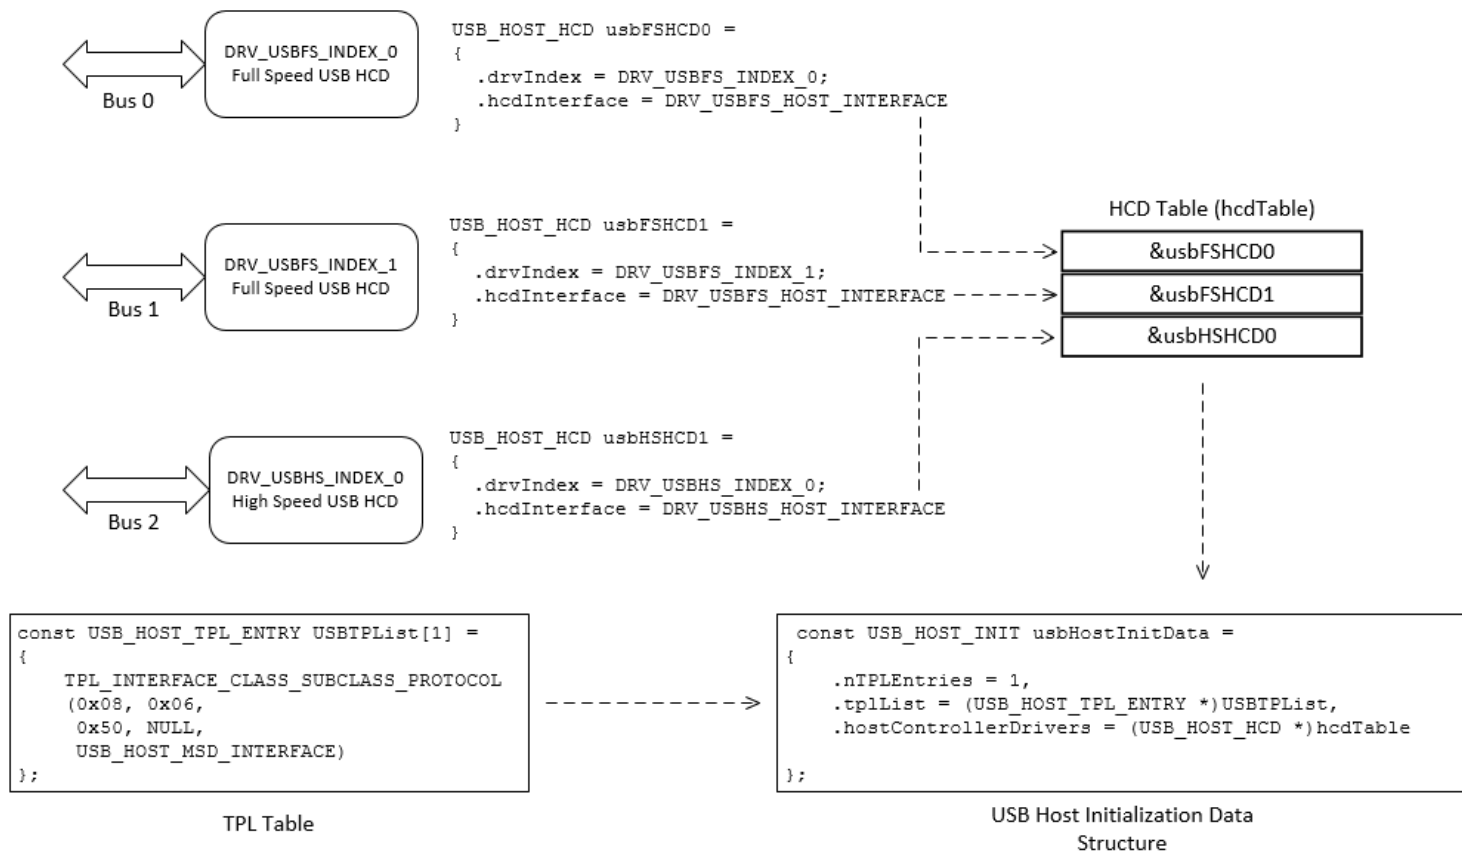 DRV_USBFS_INDEX_0
Full Speed USB HCD
Bus 0
USB_HOST_HCD usbFSHCD0 =
{
.drvIndex = DRV_USBFS_INDEX_0;
.hcdInterface = DRV_USBFS_HOST_INTERFACE
}
DRV_USBFS_INDEX_1
Full Speed USB HCD
Bus 1
USB_HOST_HCD usbFSHCD1 =
{
.drvIndex = DRV_USBFS_INDEX_1;
.hcdInterface = DRV_USBFS_HOST_INTERFACE
}
HCD Table (hcdTable)
&usbFSHCD0
&usbFSHCD1
&usbHSHCD0
DRV_USBHS_INDEX_0
High Speed USB HCD
Bus 2
USB_HOST_HCD usbHSHCD1 =
{
.drvIndex = DRV_USBHS_INDEX_0;
.hcdInterface = DRV_USBHS_HOST_INTERFACE
}
const USB_HOST_TPL_ENTRY USBTPList[1] =
{
TPL_INTERFACE_CLASS_SUBCLASS_PROTOCOL
(0x08, 0x06,
0x50, NULL,
USB_HOST_MSD_INTERFACE)
};
TPL Table
const USB_HOST_INIT usbHostInitData =
{
.nTPLEntries = 1,
.tplList = (USB_HOST_TPL_ENTRY *)USBTPList,
.hostControllerDrivers = (USB_HOST_HCD *)hcdTable
};
USB Host Initialization Data
Structure